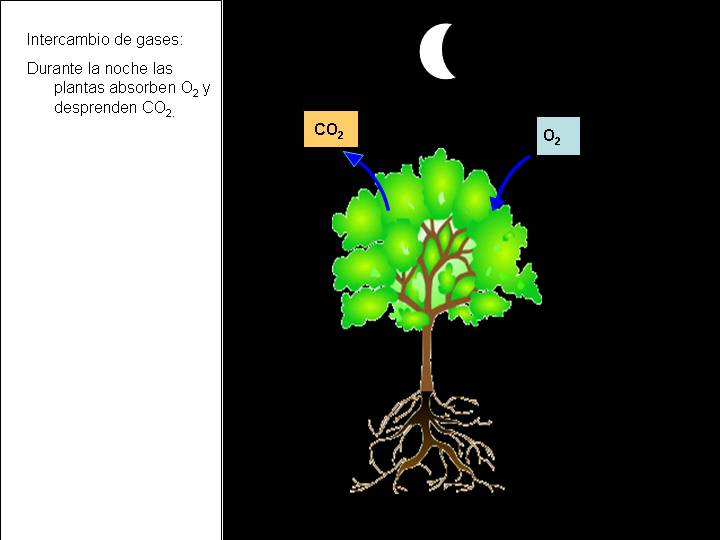 Intercambio de gases:
Durante la noche las
plantas absorben O₂ y
desprenden CO₂.
CO₂
O₂